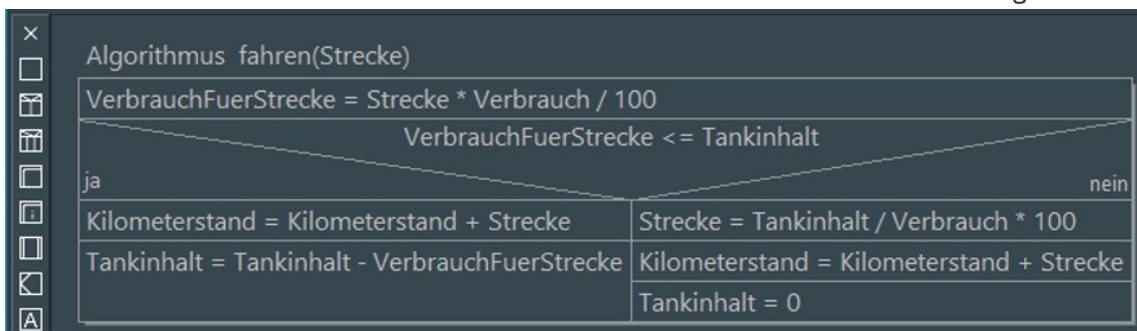 Algorithmus fahren(Strecke)
VerbrauchFuerStrecke = Strecke * Verbrauch / 100
VerbrauchFuerStrecke <= Tankinhalt
ja
nein
Kilometerstand = Kilometerstand + Strecke
Tankinhalt = Tankinhalt - VerbrauchFuerStrecke
Strecke = Tankinhalt / Verbrauch * 100
Kilometerstand = Kilometerstand + Strecke
Tankinhalt = 0
A